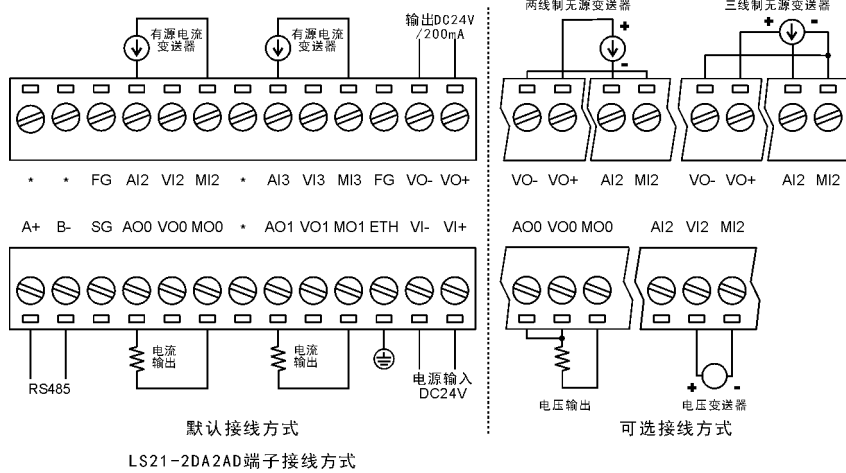 有源电流
变送器
有源电流
变送器
输出DC24V
/200mA
* * FG AI2 VI2 MI2 * AI3 VI3 MI3 FG VO- VO+
A+ B- SG AO0 VO0 MO0 * AO1 VO1 MO1 ETH VI- VI+
RS485
电流
输出
电流
输出
电源输入
DC24V
默认接线方式
LS21-2DA2AD端子接线方式
两线制无源变送器
+
-
三线制无源变送器
+ -
VO- VO+ AI2 MI2
VO- VO+ AI2 MI2
AO0 VO0 MO0
AI2 VI2 MI2
电压输出
+ -
电压变送器
可选接线方式